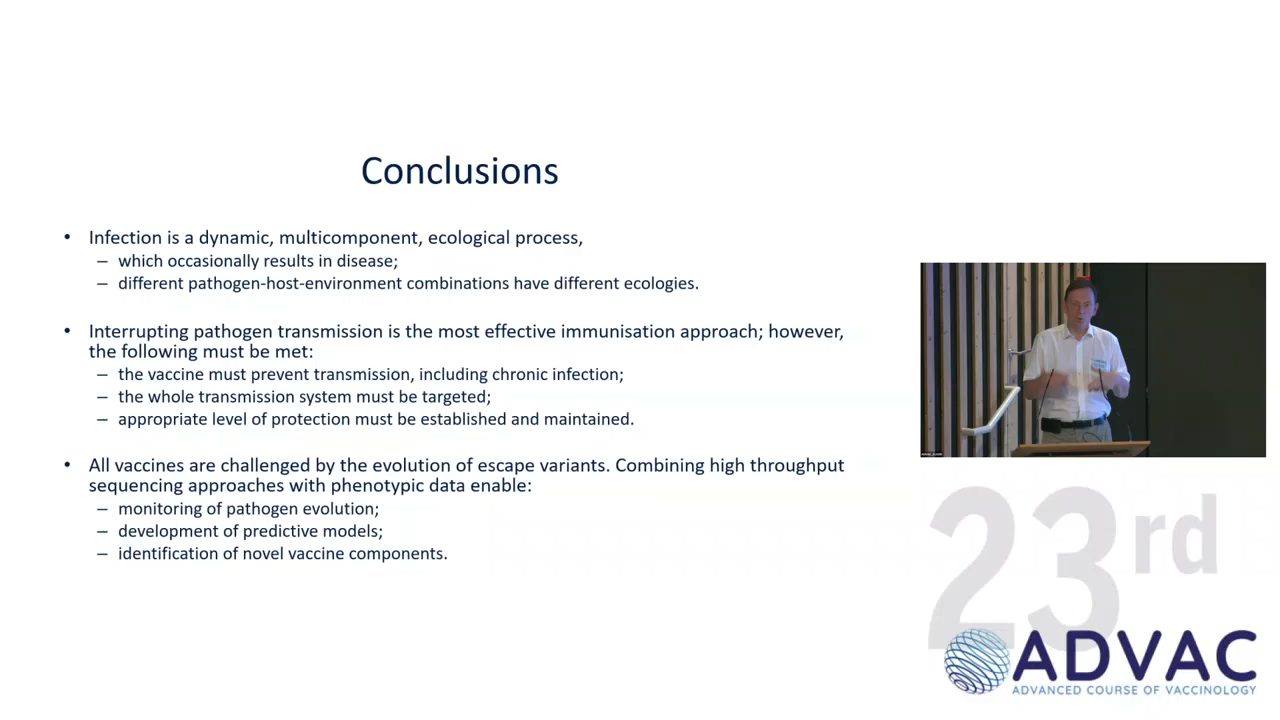 Conclusions
• Infection is a dynamic, multicomponent, ecological process,
– which occasionally results in disease;
– different pathogen-host-environment combinations have different ecologies.
• Interrupting pathogen transmission is the most effective immunisation approach; however,
the following must be met:
– the vaccine must prevent transmission, including chronic infection;
– the whole transmission system must be targeted;
– appropriate level of protection must be established and maintained.
• All vaccines are challenged by the evolution of escape variants. Combining high throughput
sequencing approaches with phenotypic data enable:
– monitoring of pathogen evolution;
– development of predictive models;
– identification of novel vaccine components.
23rd
ADVAC
ADVANCED COURSE OF VACCINOLOGY